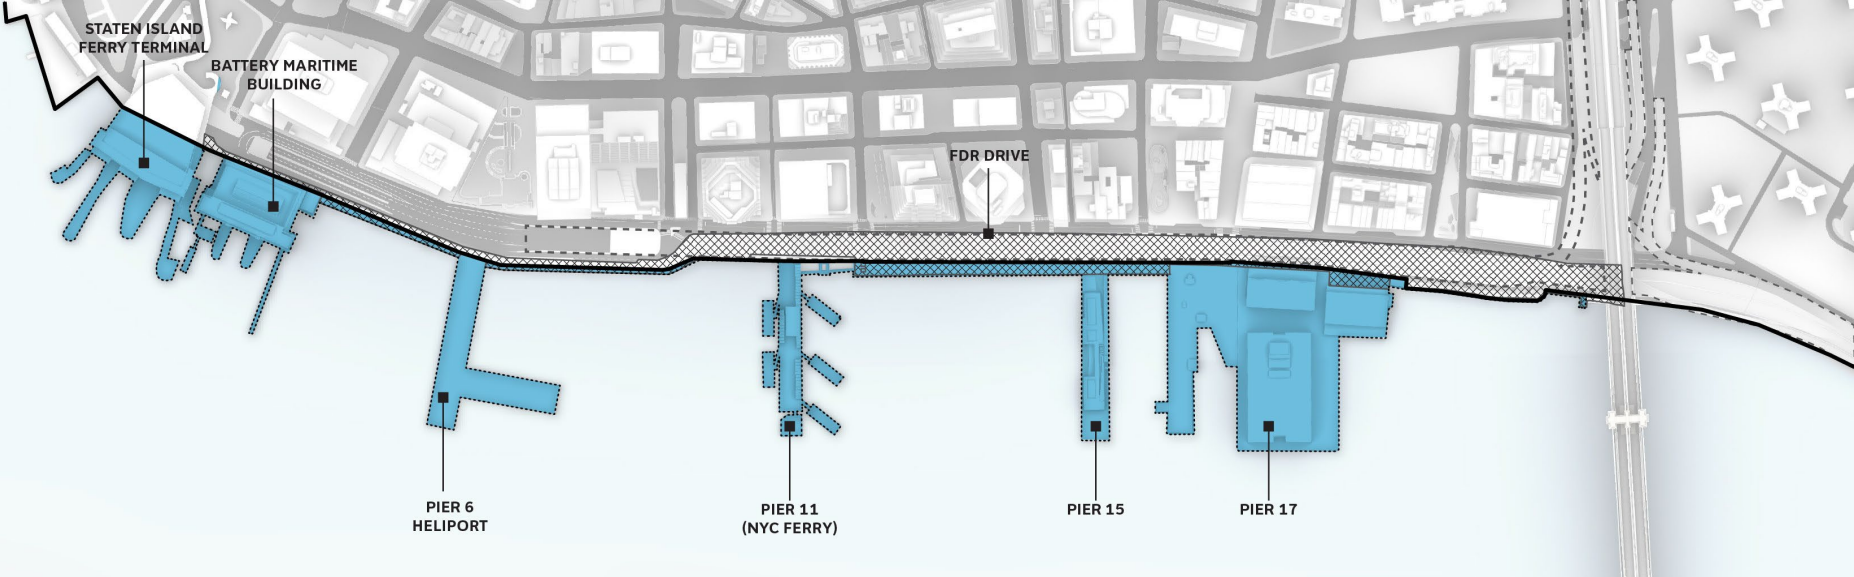 STATEN ISLAND
FERRY TERMINAL
BATTERY MARITIME
BUILDING
FDR DRIVE
PIER 6
HELIPORT
PIER 11
(NYC FERRY)
PIER 15
PIER 17